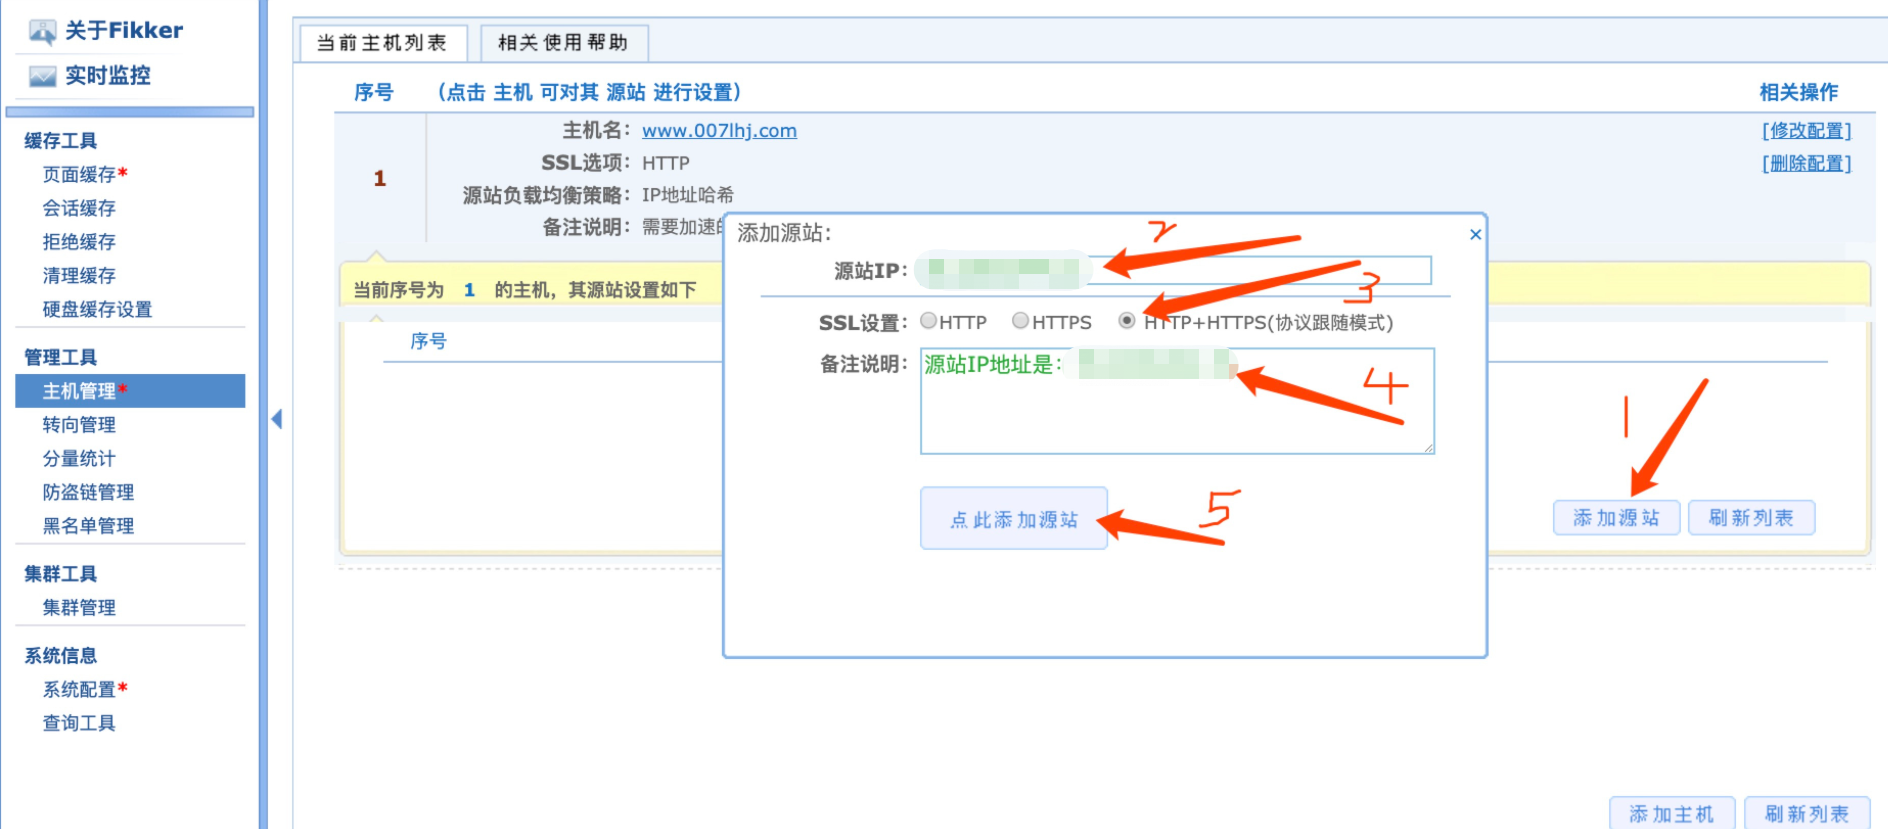 关于Fikker
实时监控
缓存工具
页面缓存*
会话缓存
拒绝缓存
清理缓存
硬盘缓存设置
管理工具
主机管理*
转向管理
分量统计
防盗链管理
黑名单管理
集群工具
集群管理
系统信息
系统配置*
查询工具
当前主机列表 相关使用帮助
序号 (点击 主机 可对其 源站 进行设置) 相关操作
1
主机名: www.007lhj.com [修改配置]
SSL选项: HTTP [删除配置]
源站负载均衡策略: IP地址哈希
备注说明: 需要加速
当前序号为 1 的主机，其源站设置如下
序号
添加源站: ×
源站IP: 2
SSL设置: HTTP HTTPS HTTP+HTTPS(协议跟随模式) 3
备注说明: 源站IP地址是: 4
点此添加源站 5
1
添加源站 刷新列表
添加主机 刷新列表